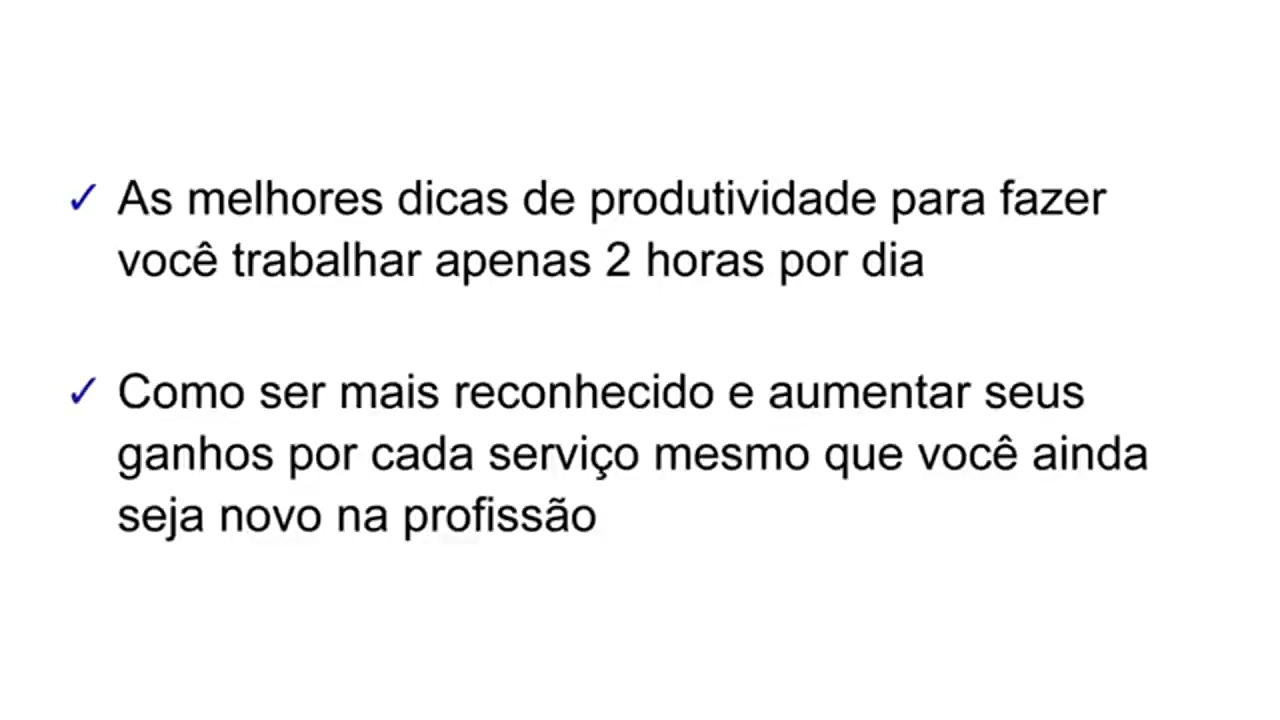 ✓ As melhores dicas de produtividade para fazer
você trabalhar apenas 2 horas por dia
✓ Como ser mais reconhecido e aumentar seus
ganhos por cada serviço mesmo que você ainda
seja novo na profissão